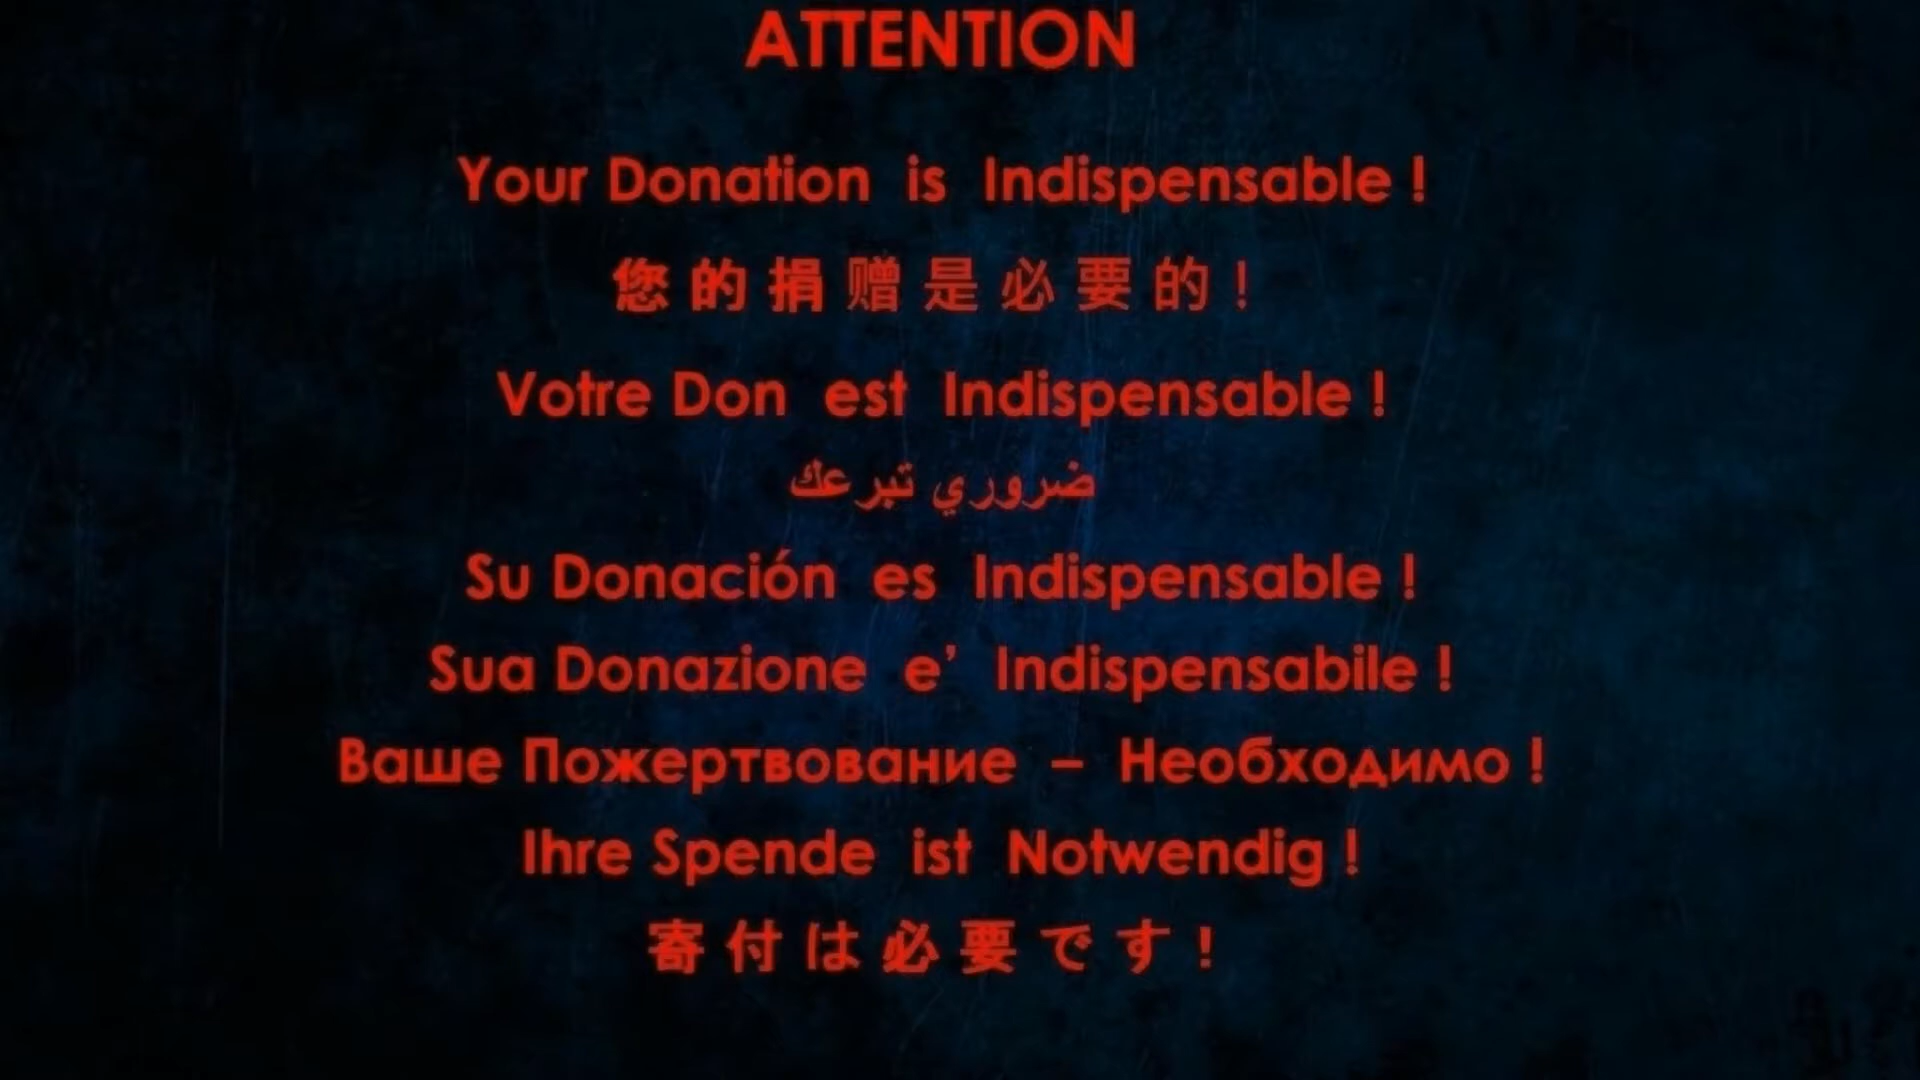 ATTENTION
Your Donation is Indispensable !
您的捐赠是必要的!
Votre Don est Indispensable !
ضروري تبرعك
Su Donación es Indispensable !
Sua Donazione e’ Indispensabile !
Ваше Пожертвование – Необходимо !
Ihre Spende ist Notwendig !
寄付は必要です!